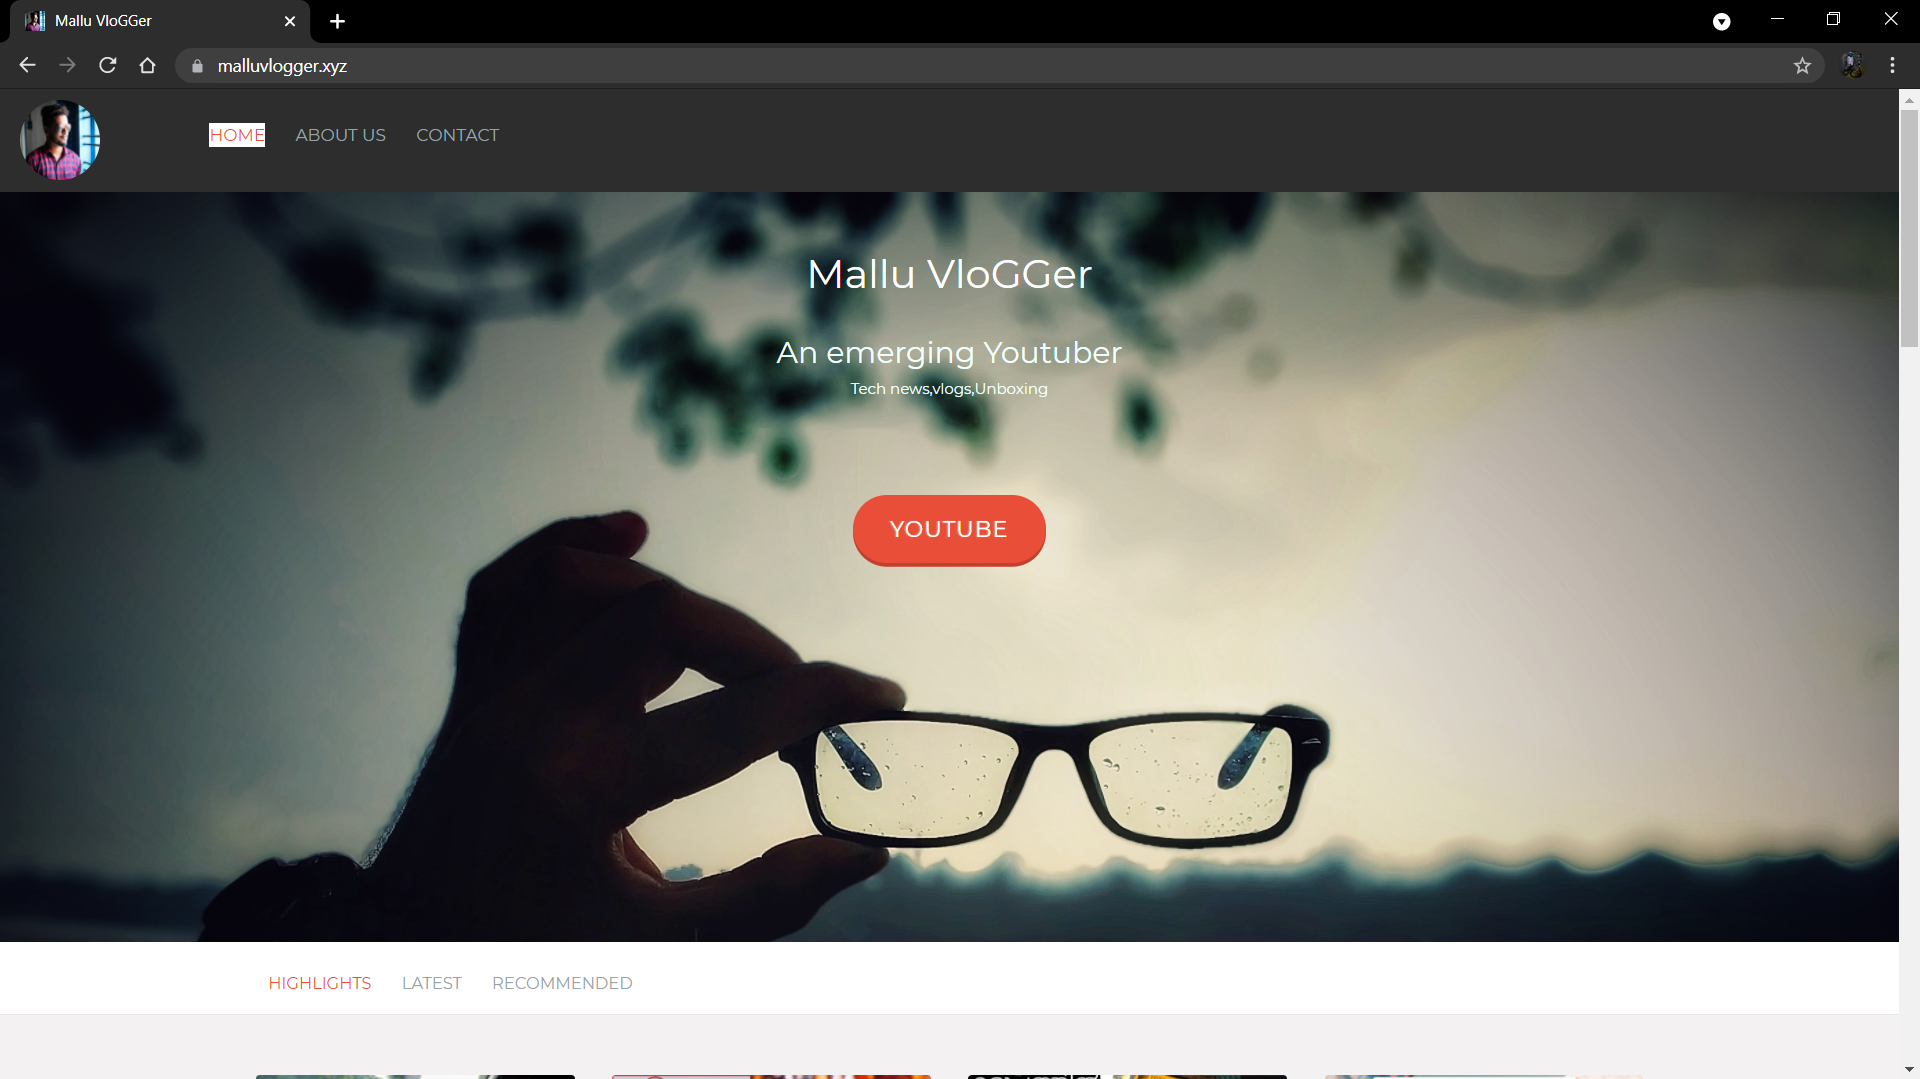 Mallu VloGGer
malluvlogger.xyz
HOME ABOUT US CONTACT
Mallu VloGGer
An emerging Youtuber
Tech news,vlogs,Unboxing
YOUTUBE
HIGHLIGHTS LATEST RECOMMENDED